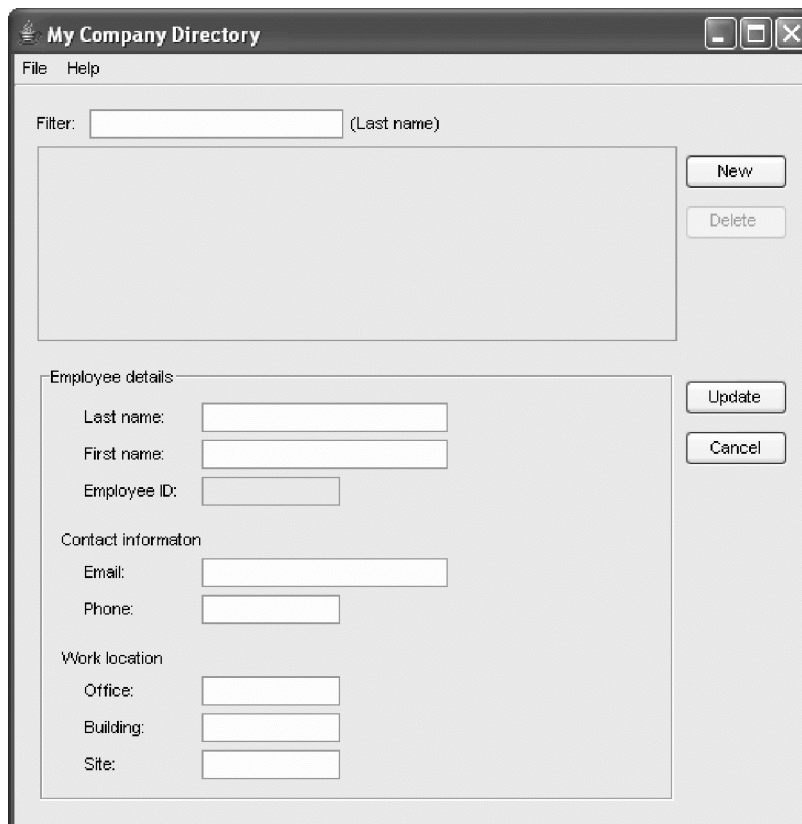 My Company Directory
File Help
Filter: (Last name)
New
Delete
Employee details
Update
Last name:
Cancel
First name:
Employee ID:
Contact informaton
Email:
Phone:
Work location
Office:
Building:
Site: